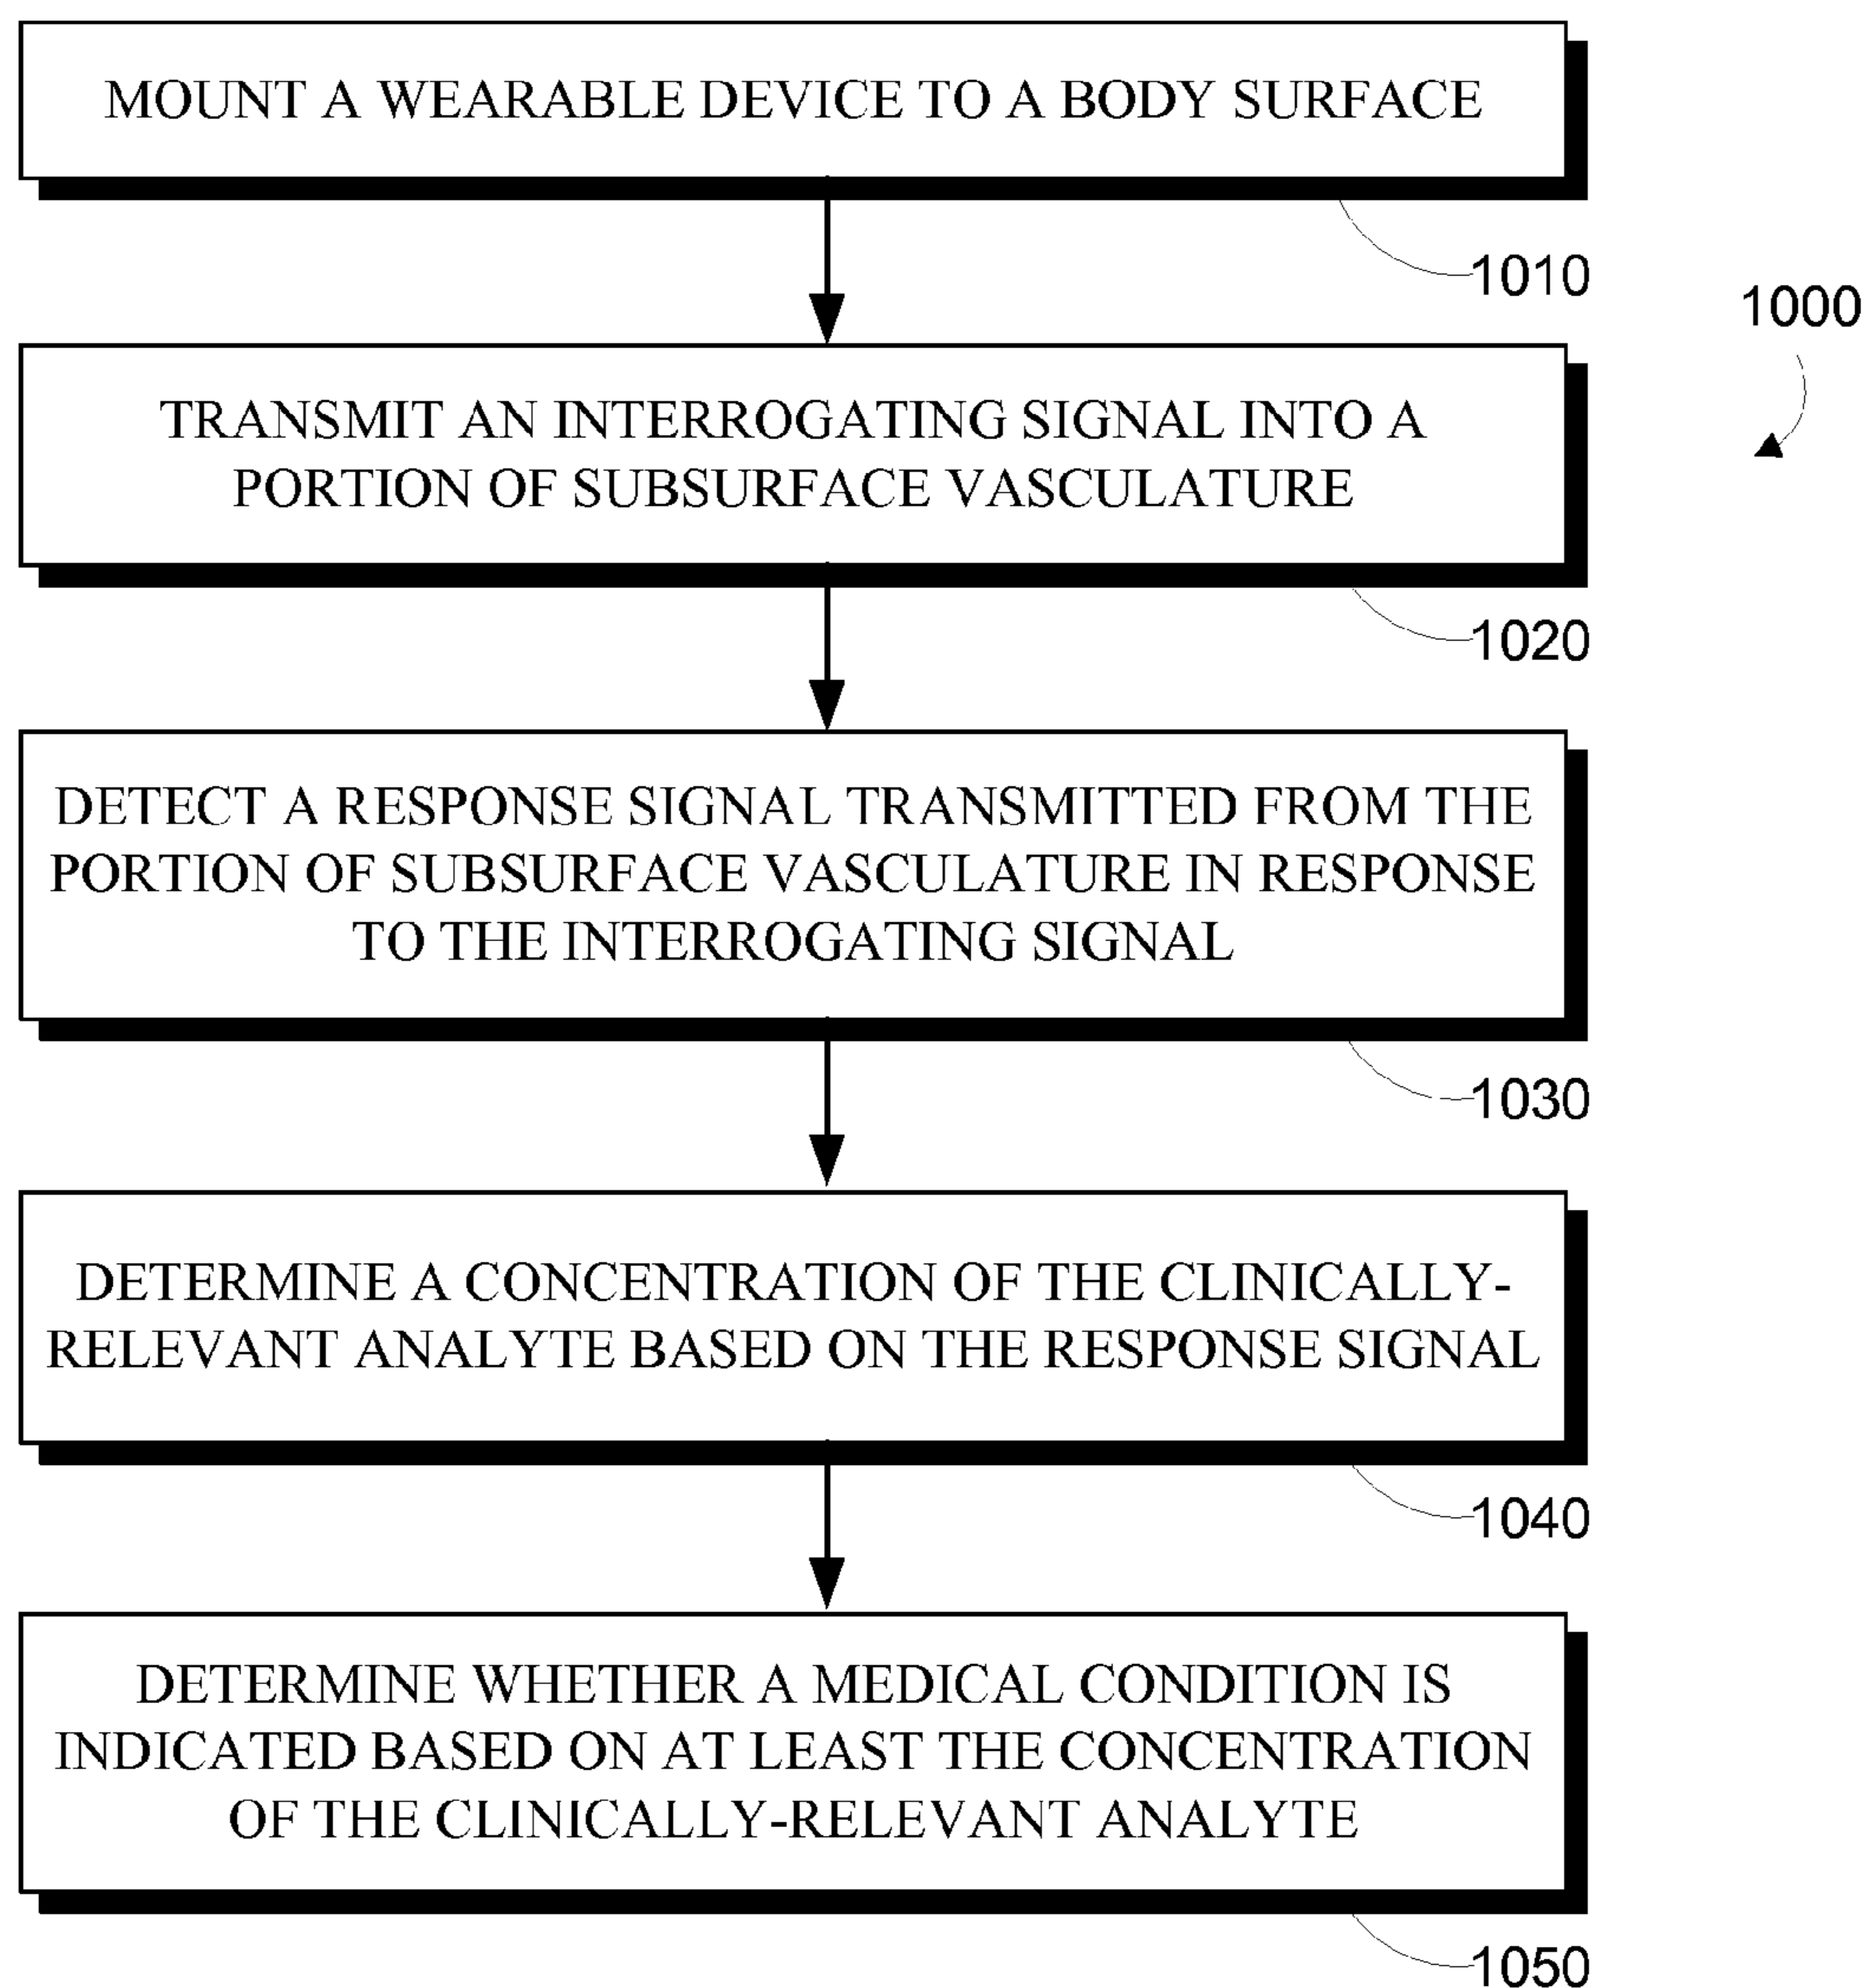 MOUNT A WEARABLE DEVICE TO A BODY SURFACE
1010
1000
TRANSMIT AN INTERROGATING SIGNAL INTO A
PORTION OF SUBSURFACE VASCULATURE
1020
DETECT A RESPONSE SIGNAL TRANSMITTED FROM THE
PORTION OF SUBSURFACE VASCULATURE IN RESPONSE
TO THE INTERROGATING SIGNAL
1030
DETERMINE A CONCENTRATION OF THE CLINICALLY-
RELEVANT ANALYTE BASED ON THE RESPONSE SIGNAL
1040
DETERMINE WHETHER A MEDICAL CONDITION IS
INDICATED BASED ON AT LEAST THE CONCENTRATION
OF THE CLINICALLY-RELEVANT ANALYTE
1050